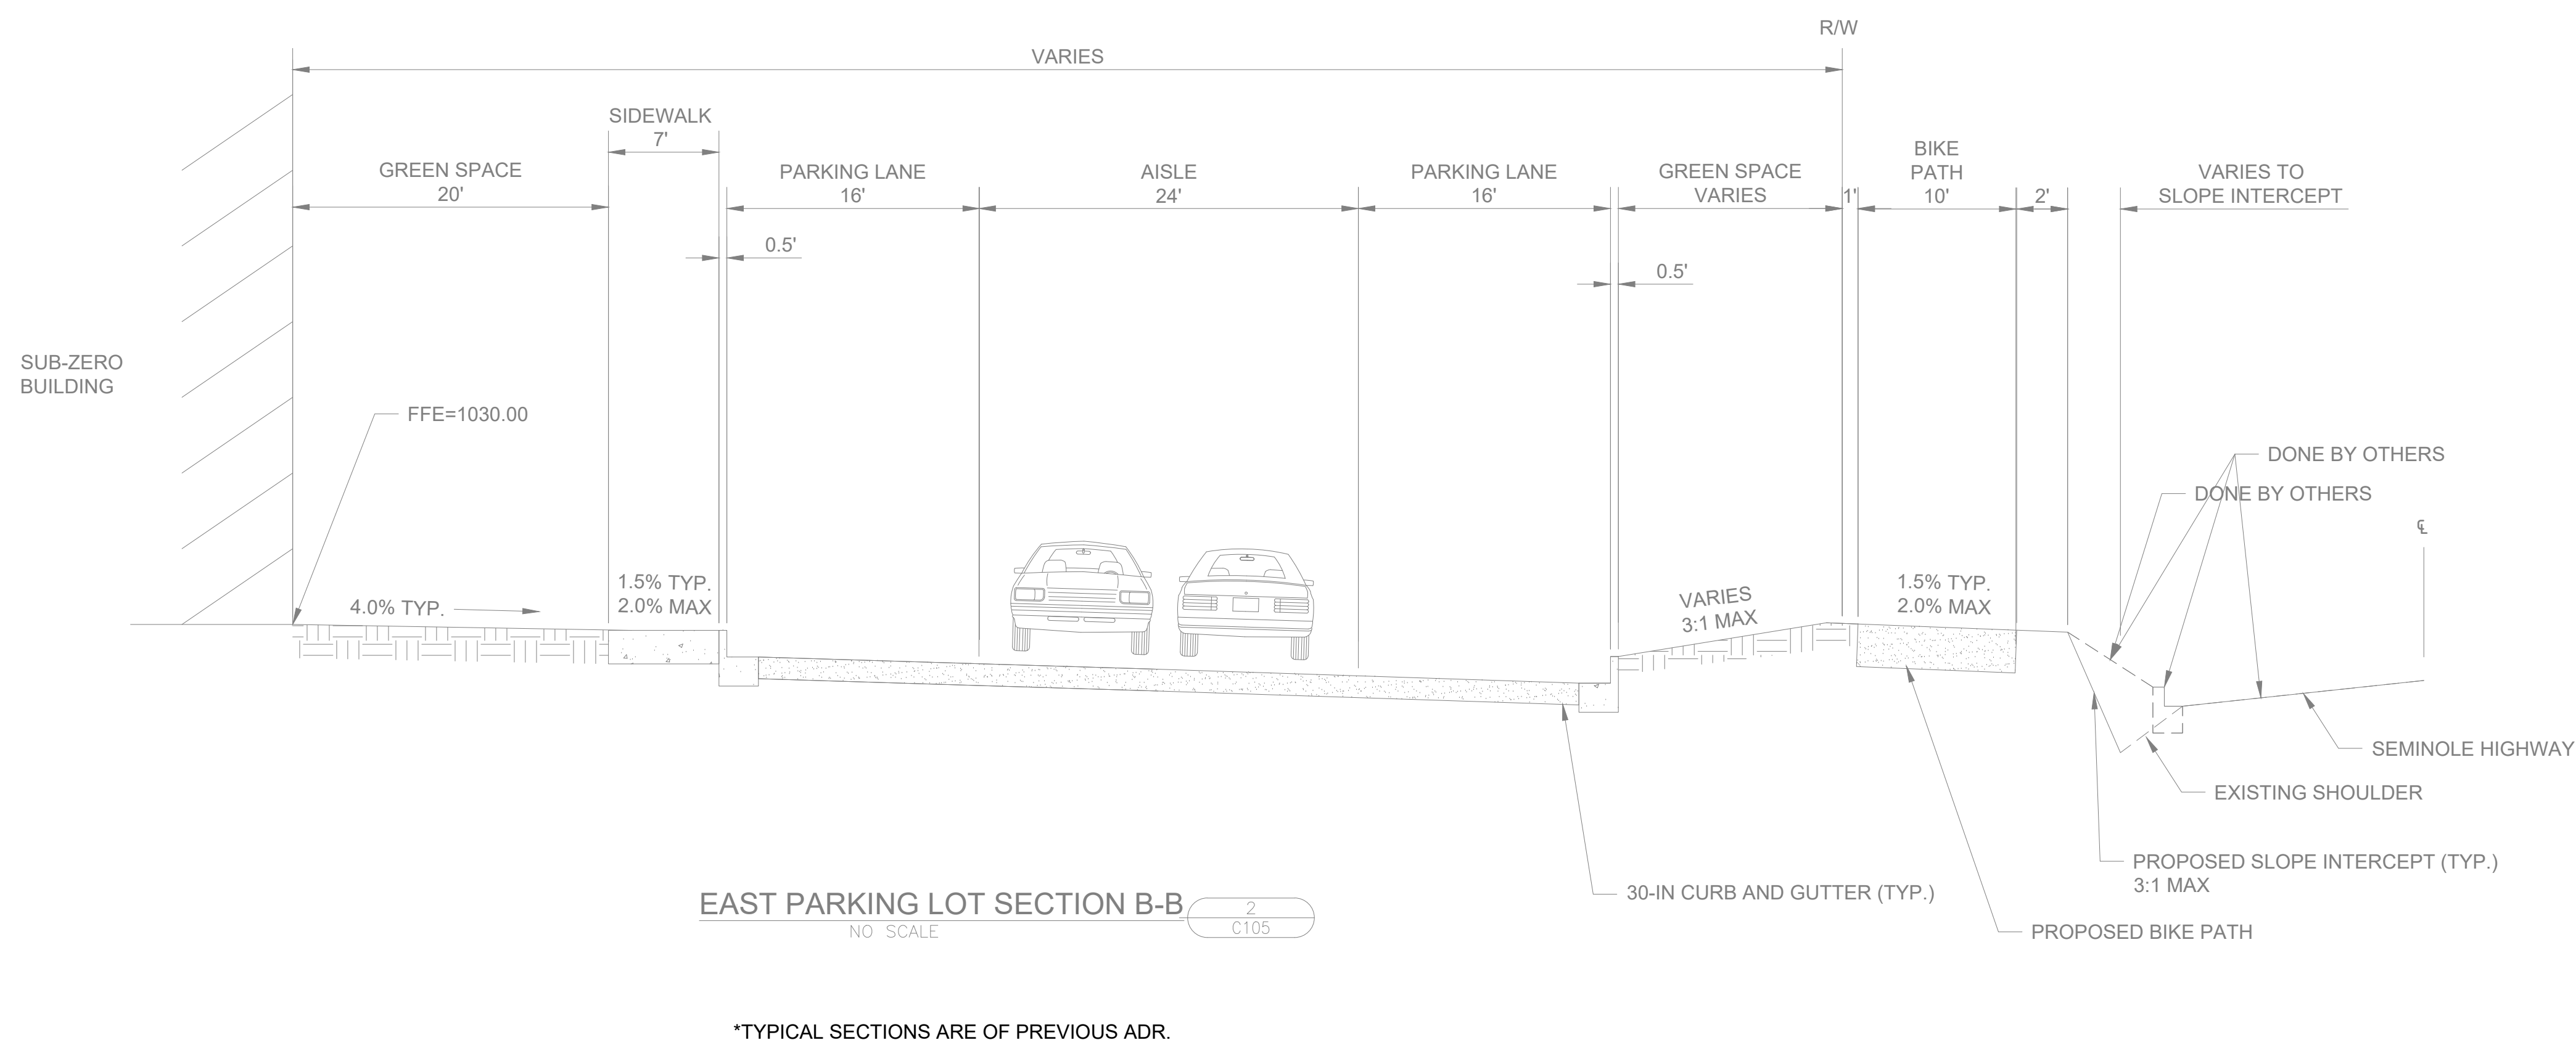 R/W
VARIES
SIDEWALK
7'
GREEN SPACE
20'
PARKING LANE
16'
AISLE
24'
PARKING LANE
16'
GREEN SPACE
VARIES
1'
BIKE
PATH
10'
2'
VARIES TO
SLOPE INTERCEPT
0.5'
0.5'
SUB-ZERO
BUILDING
FFE=1030.00
DONE BY OTHERS
DONE BY OTHERS
℄
4.0% TYP.
1.5% TYP.
2.0% MAX
VARIES
3:1 MAX
1.5% TYP.
2.0% MAX
SEMINOLE HIGHWAY
EXISTING SHOULDER
PROPOSED SLOPE INTERCEPT (TYP.)
3:1 MAX
30-IN CURB AND GUTTER (TYP.)
PROPOSED BIKE PATH
EAST PARKING LOT SECTION B-B
NO SCALE
2
C105
*TYPICAL SECTIONS ARE OF PREVIOUS ADR.